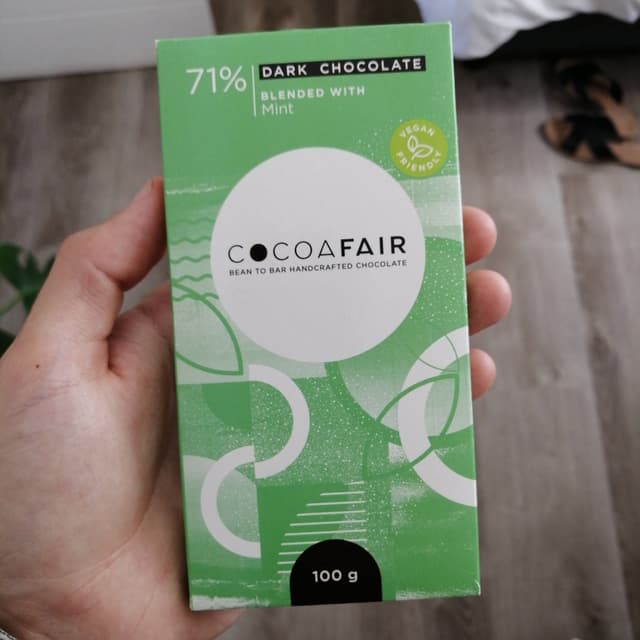 71%
DARK CHOCOLATE
BLENDED WITH
Mint
VEGAN
FRIENDLY
COCOAFAIR
BEAN TO BAR HANDCRAFTED CHOCOLATE
100 g